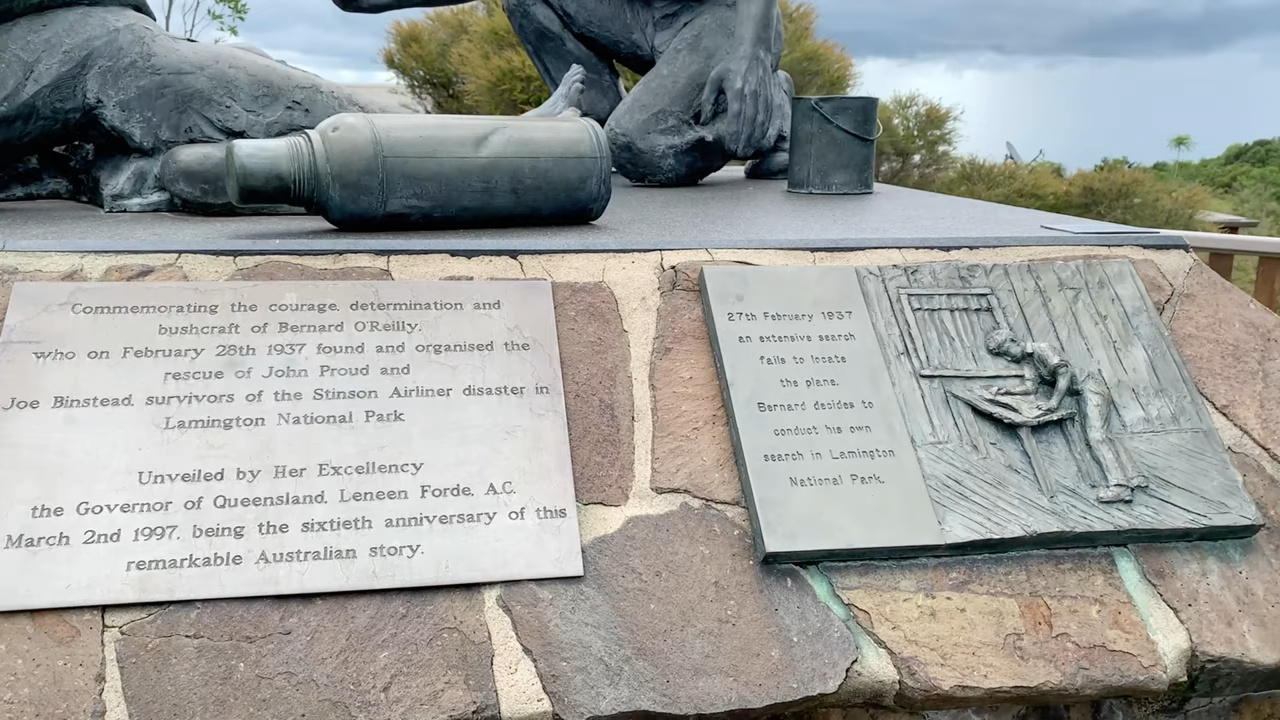 Commemorating the courage, determination and
bushcraft of Bernard O'Reilly,
who on February 28th 1937 found and organised the
rescue of John Proud and
Joe Binstead, survivors of the Stinson Airliner disaster in
Lamington National Park
Unveiled by Her Excellency
the Governor of Queensland, Leneen Forde, A.C.
March 2nd 1997, being the sixtieth anniversary of this
remarkable Australian story.
27th February 1937
an extensive search
fails to locate
the plane.
Bernard decides to
conduct his own
search in Lamington
National Park.